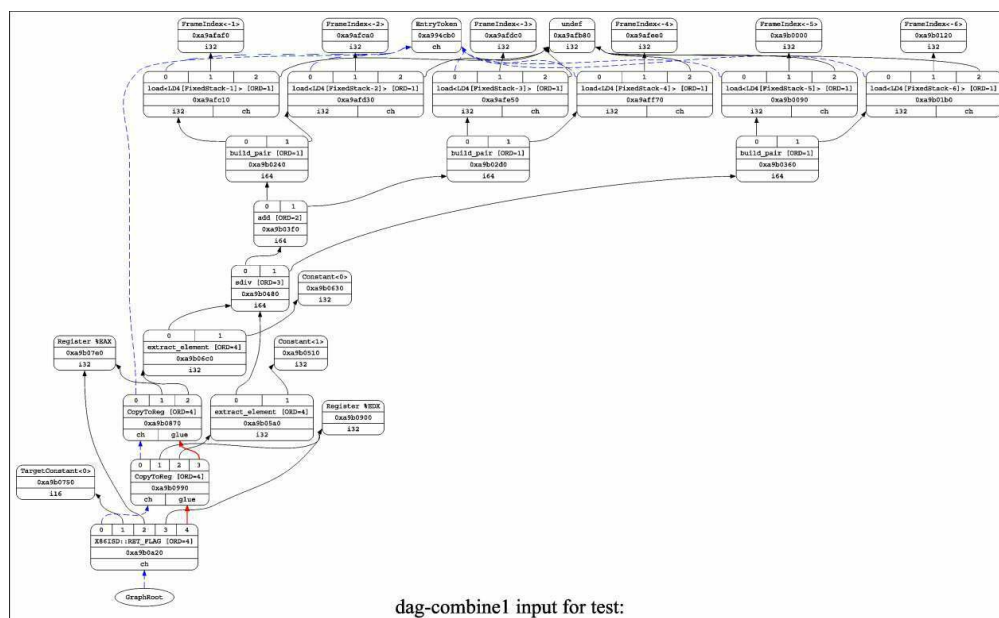 FrameIndex<-1> FrameIndex<-2> EntryToken FrameIndex<-3> undef FrameIndex<-4> FrameIndex<-5> FrameIndex<-6>
0xa9afaf0 0xa9afca0 0xa994cb0 0xa9afdc0 0xa9afb80 0xa9afee0 0xa9b0000 0xa9b0120
i32 i32 ch i32 i32 i32 i32 i32
0 1 2 0 1 2 0 1 2 0 1 2 0 1 2 0 1 2
load<LD4[FixedStack-1]> [ORD=1] load<LD4[FixedStack-2]> [ORD=1] load<LD4[FixedStack-3]> [ORD=1] load<LD4[FixedStack-4]> [ORD=1] load<LD4[FixedStack-5]> [ORD=1] load<LD4[FixedStack-6]> [ORD=1]
0xa9afc10 0xa9afd30 0xa9afe50 0xa9aff70 0xa9b0090 0xa9b01b0
i32 ch i32 ch i32 ch i32 ch i32 ch i32 ch
0 1 0 1 0 1
build_pair [ORD=1] build_pair [ORD=1] build_pair [ORD=1]
0xa9b0240 0xa9b02d0 0xa9b0360
i64 i64 i64
0 1
add [ORD=2]
0xa9b03f0
i64
0 1
sdiv [ORD=3]
0xa9b0480
i64
Constant<0>
0xa9b0630
i32
0 1
extract_element [ORD=4]
0xa9b06c0
i32
Register %EAX
0xa9b07e0
i32
Constant<1>
0xa9b0510
i32
0 1 2 0 1
CopyToReg [ORD=4] extract_element [ORD=4]
0xa9b0870 0xa9b05a0
ch glue i32
Register %EDX
0xa9b0900
i32
0 1 2 3
CopyToReg [ORD=4]
0xa9b0990
ch glue
TargetConstant<0>
0xa9b0750
i16
0 1 2 3 4
X86ISD::RET_FLAG [ORD=4]
0xa9b0a20
ch
GraphRoot
dag-combine1 input for test: